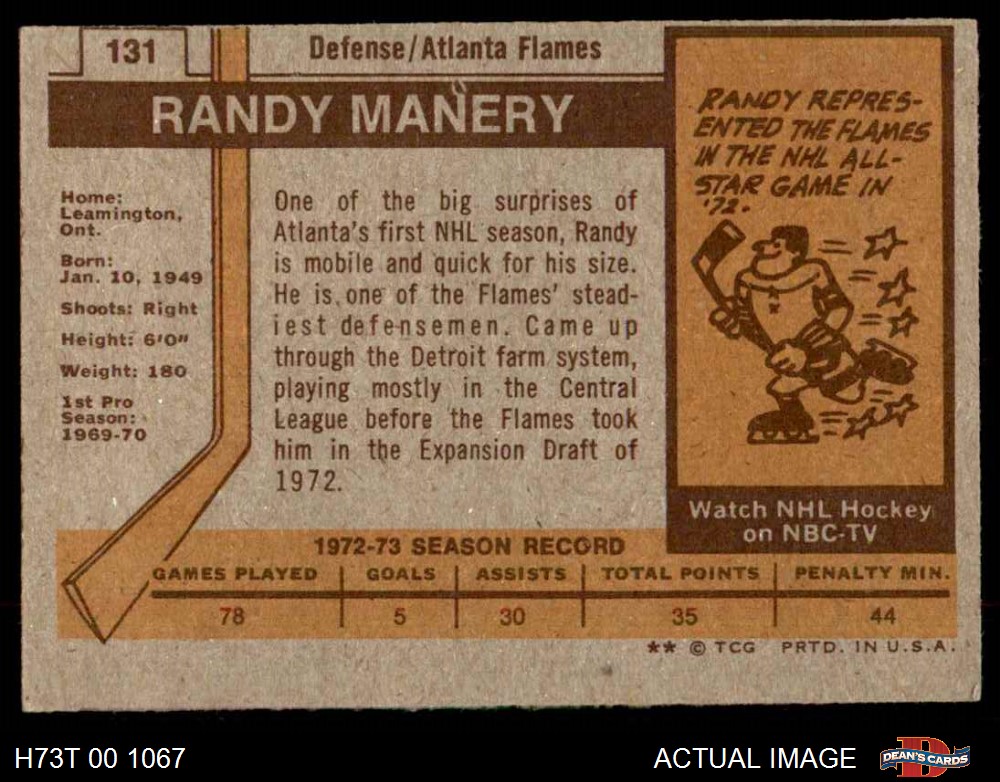 131
Defense/Atlanta Flames
RANDY MANERY
Home:
Leamington,
Ont.
Born:
Jan. 10, 1949
Shoots: Right
Height: 6'0"
Weight: 180
1st Pro
Season:
1969-70
One of the big surprises of
Atlanta's first NHL season, Randy
is mobile and quick for his size.
He is one of the Flames' stead-
iest defensemen. Came up
through the Detroit farm system,
playing mostly in the Central
League before the Flames took
him in the Expansion Draft of
1972.
RANDY REPRES-
ENTED THE FLAMES
IN THE NHL ALL-
STAR GAME IN
'72.
Watch NHL Hockey
on NBC-TV
1972-73 SEASON RECORD
GAMES PLAYED GOALS ASSISTS TOTAL POINTS PENALTY MIN.
78 5 30 35 44
** © TCG PRTD. IN U.S.A.
H73T 00 1067
ACTUAL IMAGE
DEAN'S CARDS